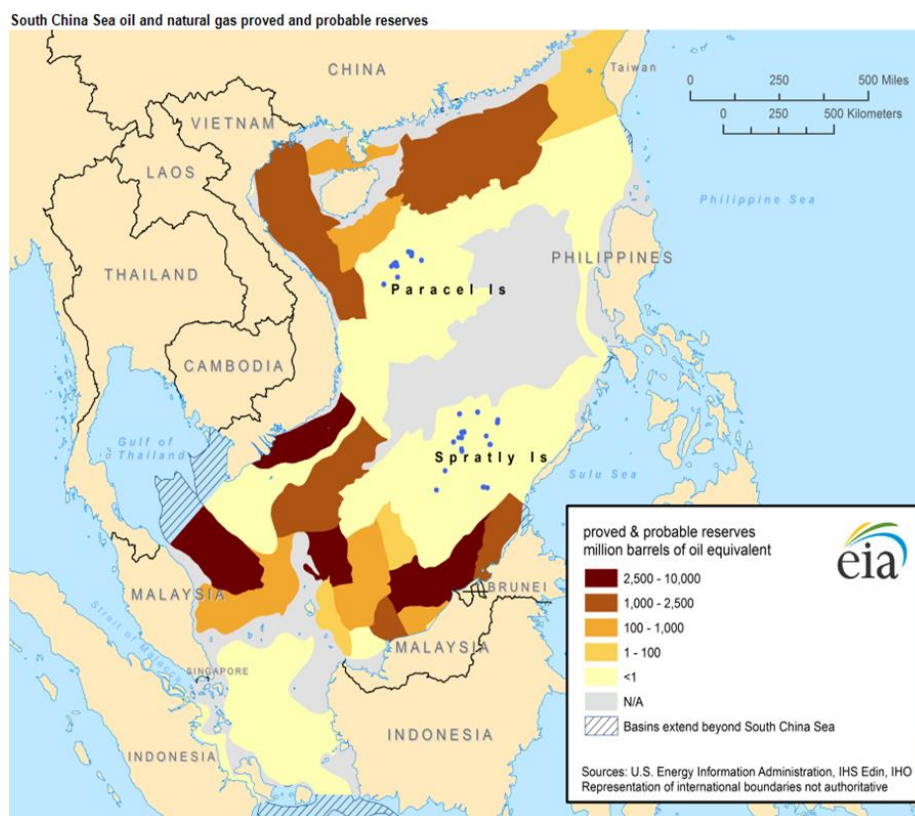 South China Sea oil and natural gas proved and probable reserves
CHINA
Taiwan
0 250 500 Miles
0 250 500 Kilometers
VIETNAM
LAOS
Philippine Sea
THAILAND
PHILIPPINES
Paracel Is
CAMBODIA
Gulf of
Thailand
Spratly Is
Sulu Sea
MALAYSIA
BRUNEI
Strait of Malacca
MALAYSIA
SINGAPORE
INDONESIA
INDONESIA
proved & probable reserves
million barrels of oil equivalent
eia
2,500 - 10,000
1,000 - 2,500
100 - 1,000
1 - 100
<1
N/A
Basins extend beyond South China Sea
Sources: U.S. Energy Information Administration, IHS Edin, IHO
Representation of international boundaries not authoritative